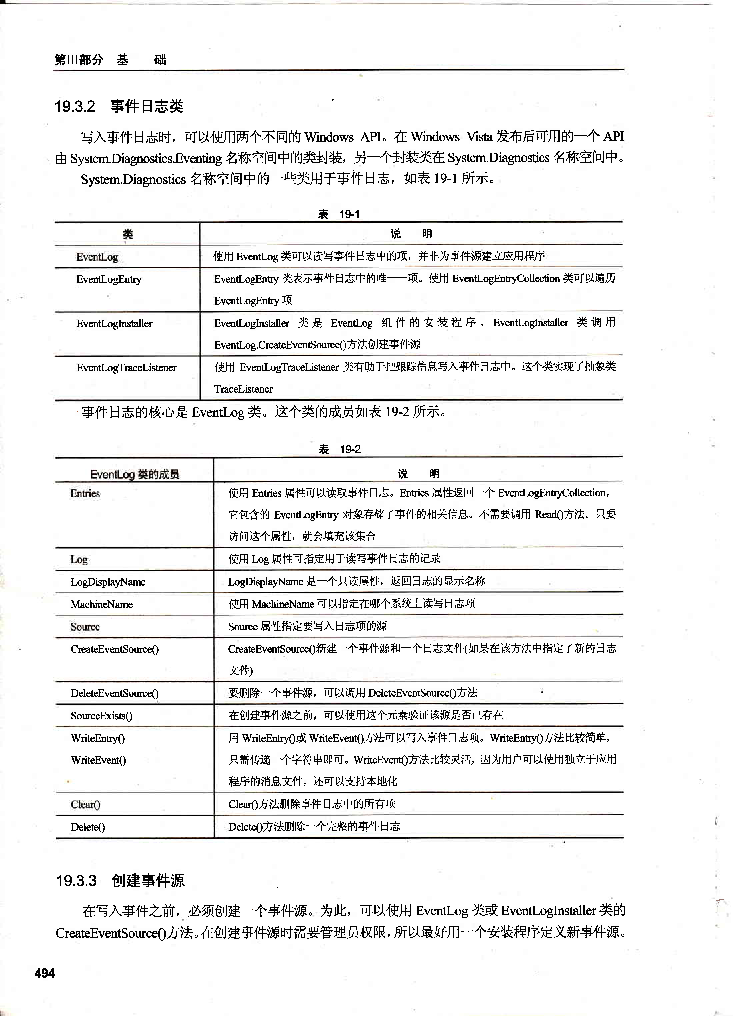 第III部分 基 础
19.3.2 事件日志类
写入事件日志时，可以使用两个不同的 Windows API。在 Windows Vista 发布后可用的一个 API
由 System.Diagnostics.Eventing 名称空间中的类封装，另一个封装类在 System.Diagnostics 名称空间中。
System.Diagnostics 名称空间中的一些类用于事件日志，如表 19-1 所示。
表 19-1
类 说 明
EventLog 使用 EventLog 类可以读写事件日志中的项，并非为事件源建立应用程序
EventLogEntry EventLogEntry 类表示事件日志中的唯一一项。使用 EventLogEntryCollection 类可以遍历
EventLogEntry 项
EventLogInstaller EventLogInstaller 类是 EventLog 组件的安装程序，EventLogInstaller 类调用
EventLog.CreateEventSource()方法创建事件源
EventLogTraceListener 使用 EventLogTraceListener 类有助于把跟踪信息写入事件日志中。这个类实现了抽象类
TraceListener
事件日志的核心是 EventLog 类。这个类的成员如表 19-2 所示。
表 19-2
EventLog 类的成员 说 明
Entries 使用 Entries 属性可以读取事件日志。Entries 属性返回一个 EventLogEntryCollection，
它包含的 EventLogEntry 对象存储了事件的相关信息。不需要调用 Read()方法，只要
访问这个属性，就会填充该集合
Log 使用 Log 属性可指定用于读写事件日志的记录
LogDisplayName LogDisplayName 是一个只读属性，返回日志的显示名称
MachineName 使用 MachineName 可以指定在哪个系统上读写日志项
Source Source 属性指定要写入日志项的源
CreateEventSource() CreateEventSource()新建一个事件源和一个日志文件(如果在该方法中指定了新的日志
文件)
DeleteEventSource() 要删除一个事件源，可以调用 DeleteEventSource()方法
SourceExists() 在创建事件源之前，可以使用这个元素验证该源是否已存在
WriteEntry() 用 WriteEntry()或 WriteEvent()方法可以写入事件日志项。WriteEntry()方法比较简单，
WriteEvent() 只需传递一个字符串即可。WriteEvent()方法比较灵活，因为用户可以使用独立于应用
程序的消息文件，还可以支持本地化
Clear() Clear()方法删除事件日志中的所有项
Delete() Delete()方法删除一个完整的事件日志
19.3.3 创建事件源
在写入事件之前，必须创建一个事件源。为此，可以使用 EventLog 类或 EventLogInstaller 类的
CreateEventSource()方法。在创建事件源时需要管理员权限，所以最好用一个安装程序定义新事件源。
494